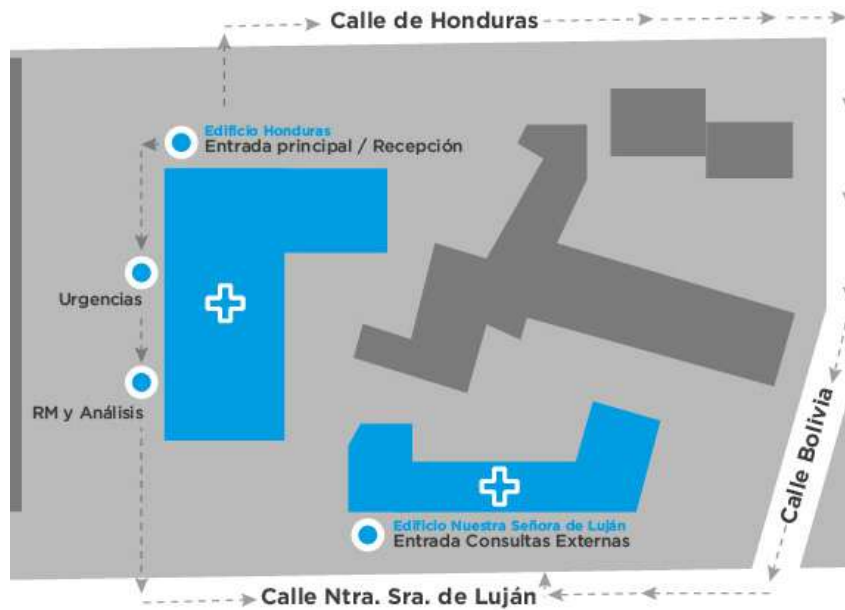 Calle de Honduras
Edificio Honduras
Entrada principal / Recepción
Urgencias
RM y Análisis
Calle Bolivia
Edificio Nuestra Señora de Luján
Entrada Consultas Externas
Calle Ntra. Sra. de Luján